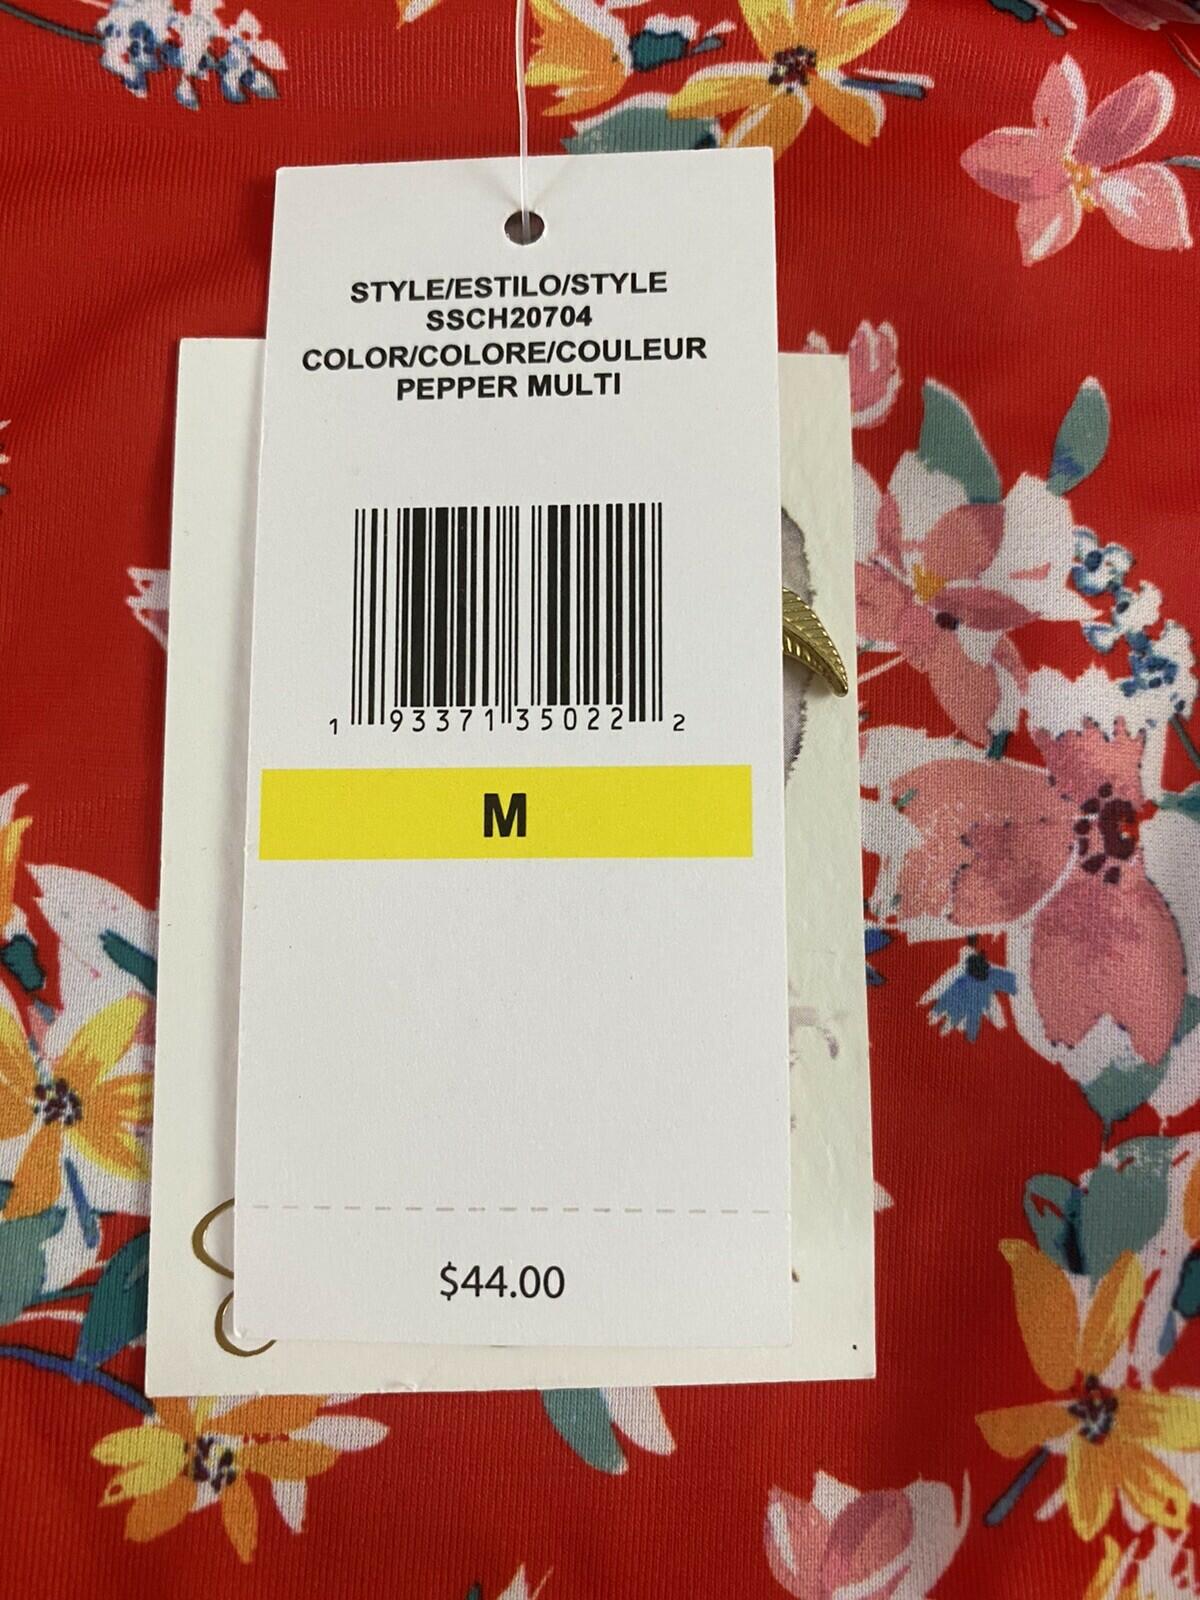 STYLE/ESTILO/STYLE
SSCH20704
COLOR/COLORE/COULEUR
PEPPER MULTI
1 93371 35022 2
M
$44.00